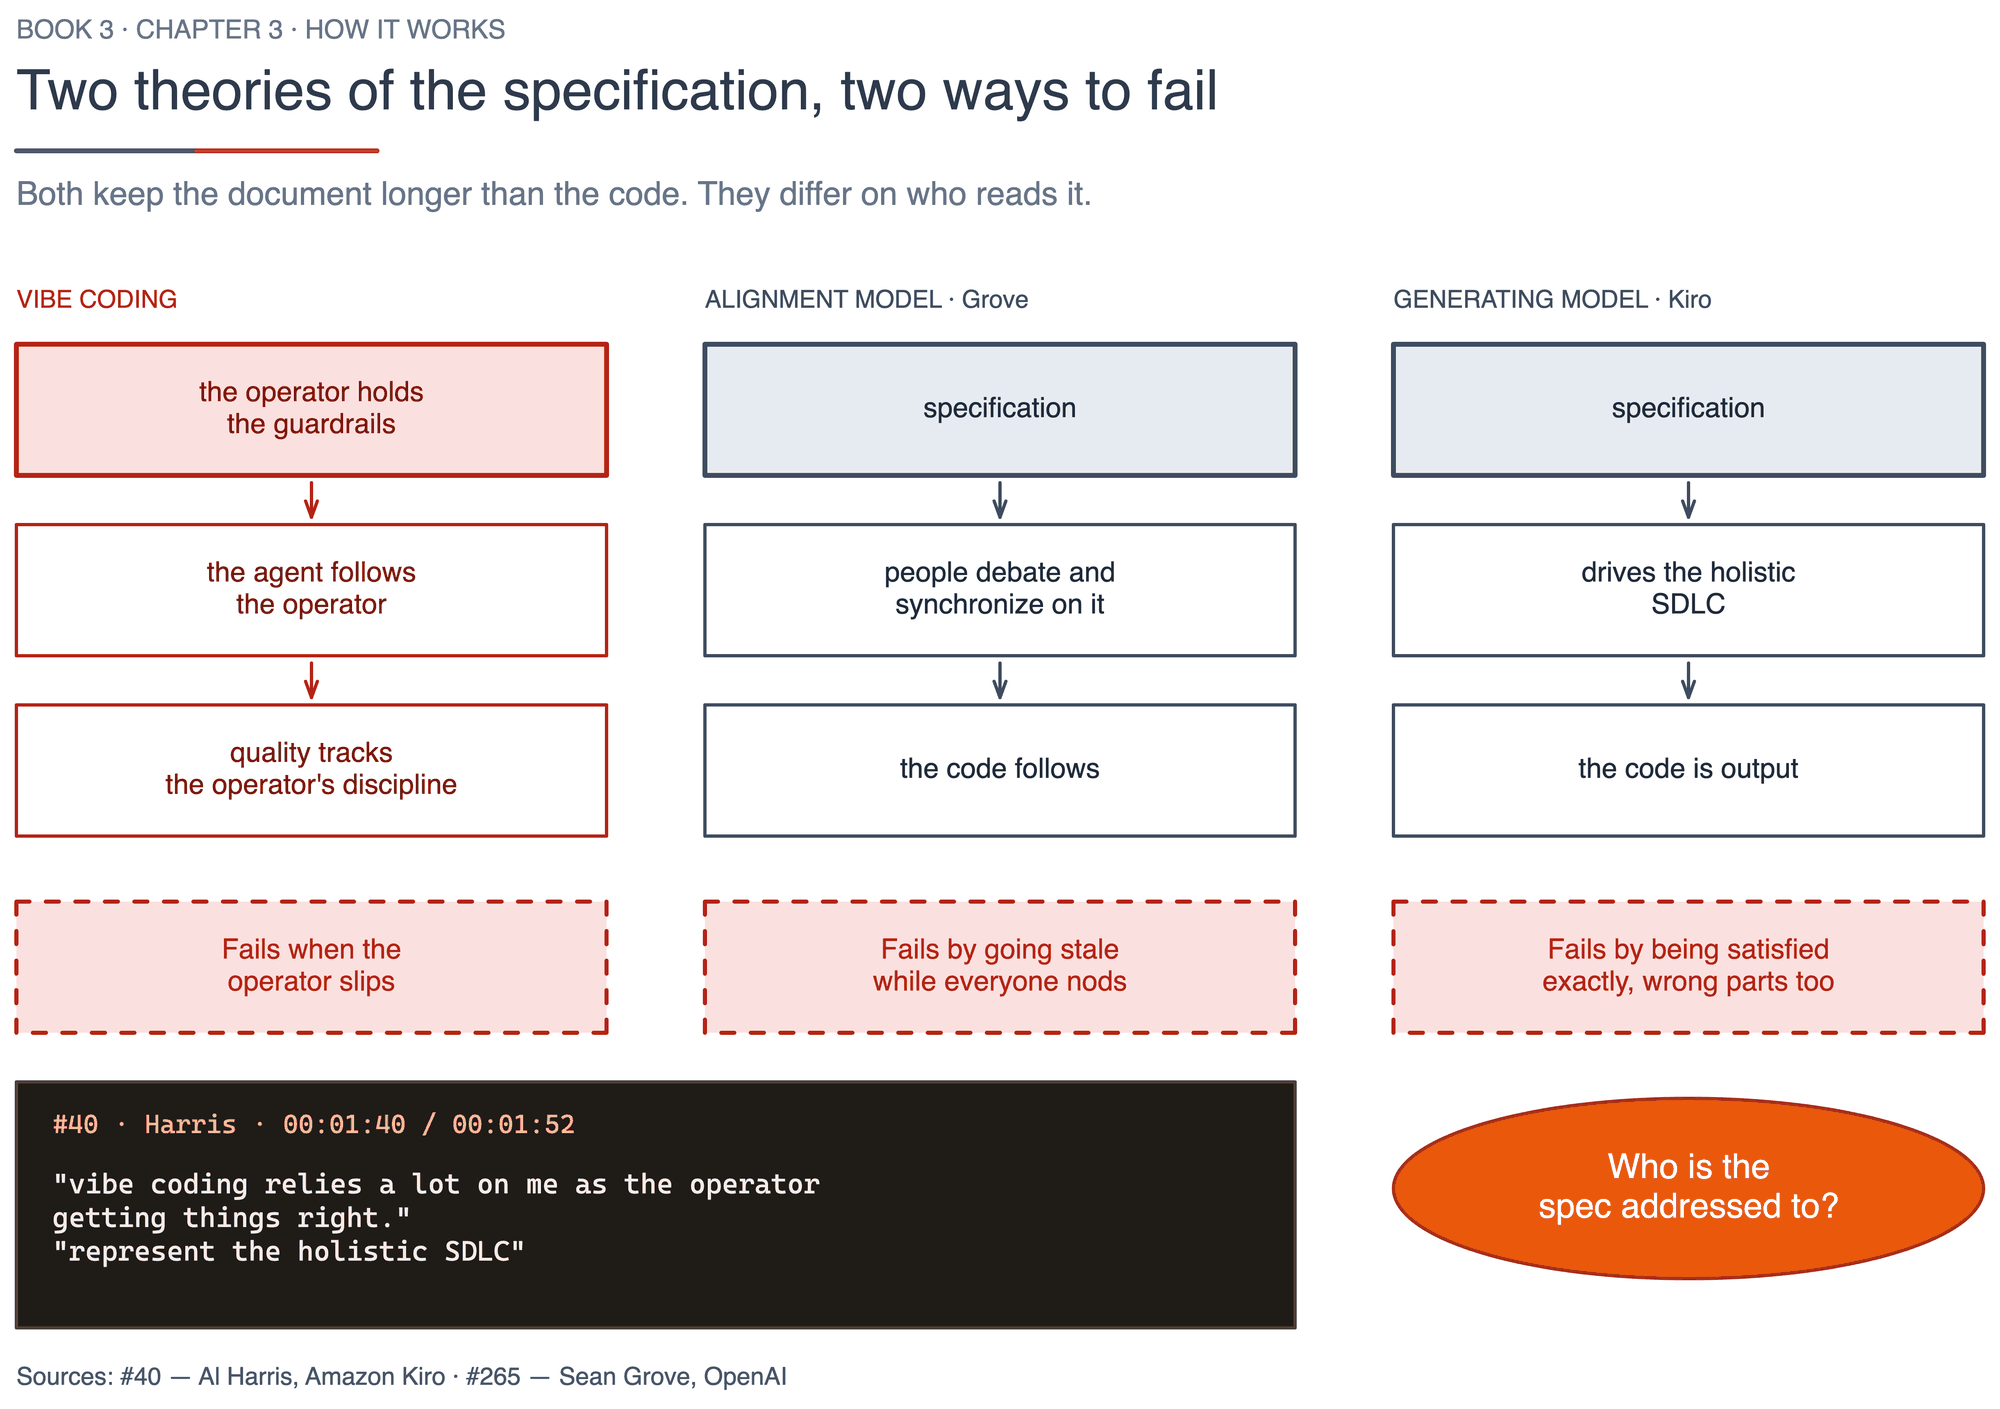 BOOK 3 · CHAPTER 3 · HOW IT WORKS
Two theories of the specification, two ways to fail
Both keep the document longer than the code. They differ on who reads it.
VIBE CODING
the operator holds
the guardrails
the agent follows
the operator
quality tracks
the operator's discipline
Fails when the
operator slips
ALIGNMENT MODEL · Grove
specification
people debate and
synchronize on it
the code follows
Fails by going stale
while everyone nods
GENERATING MODEL · Kiro
specification
drives the holistic
SDLC
the code is output
Fails by being satisfied
exactly, wrong parts too
#40 · Harris · 00:01:40 / 00:01:52
"vibe coding relies a lot on me as the operator
getting things right."
"represent the holistic SDLC"
Who is the
spec addressed to?
Sources: #40 — Al Harris, Amazon Kiro · #265 — Sean Grove, OpenAI